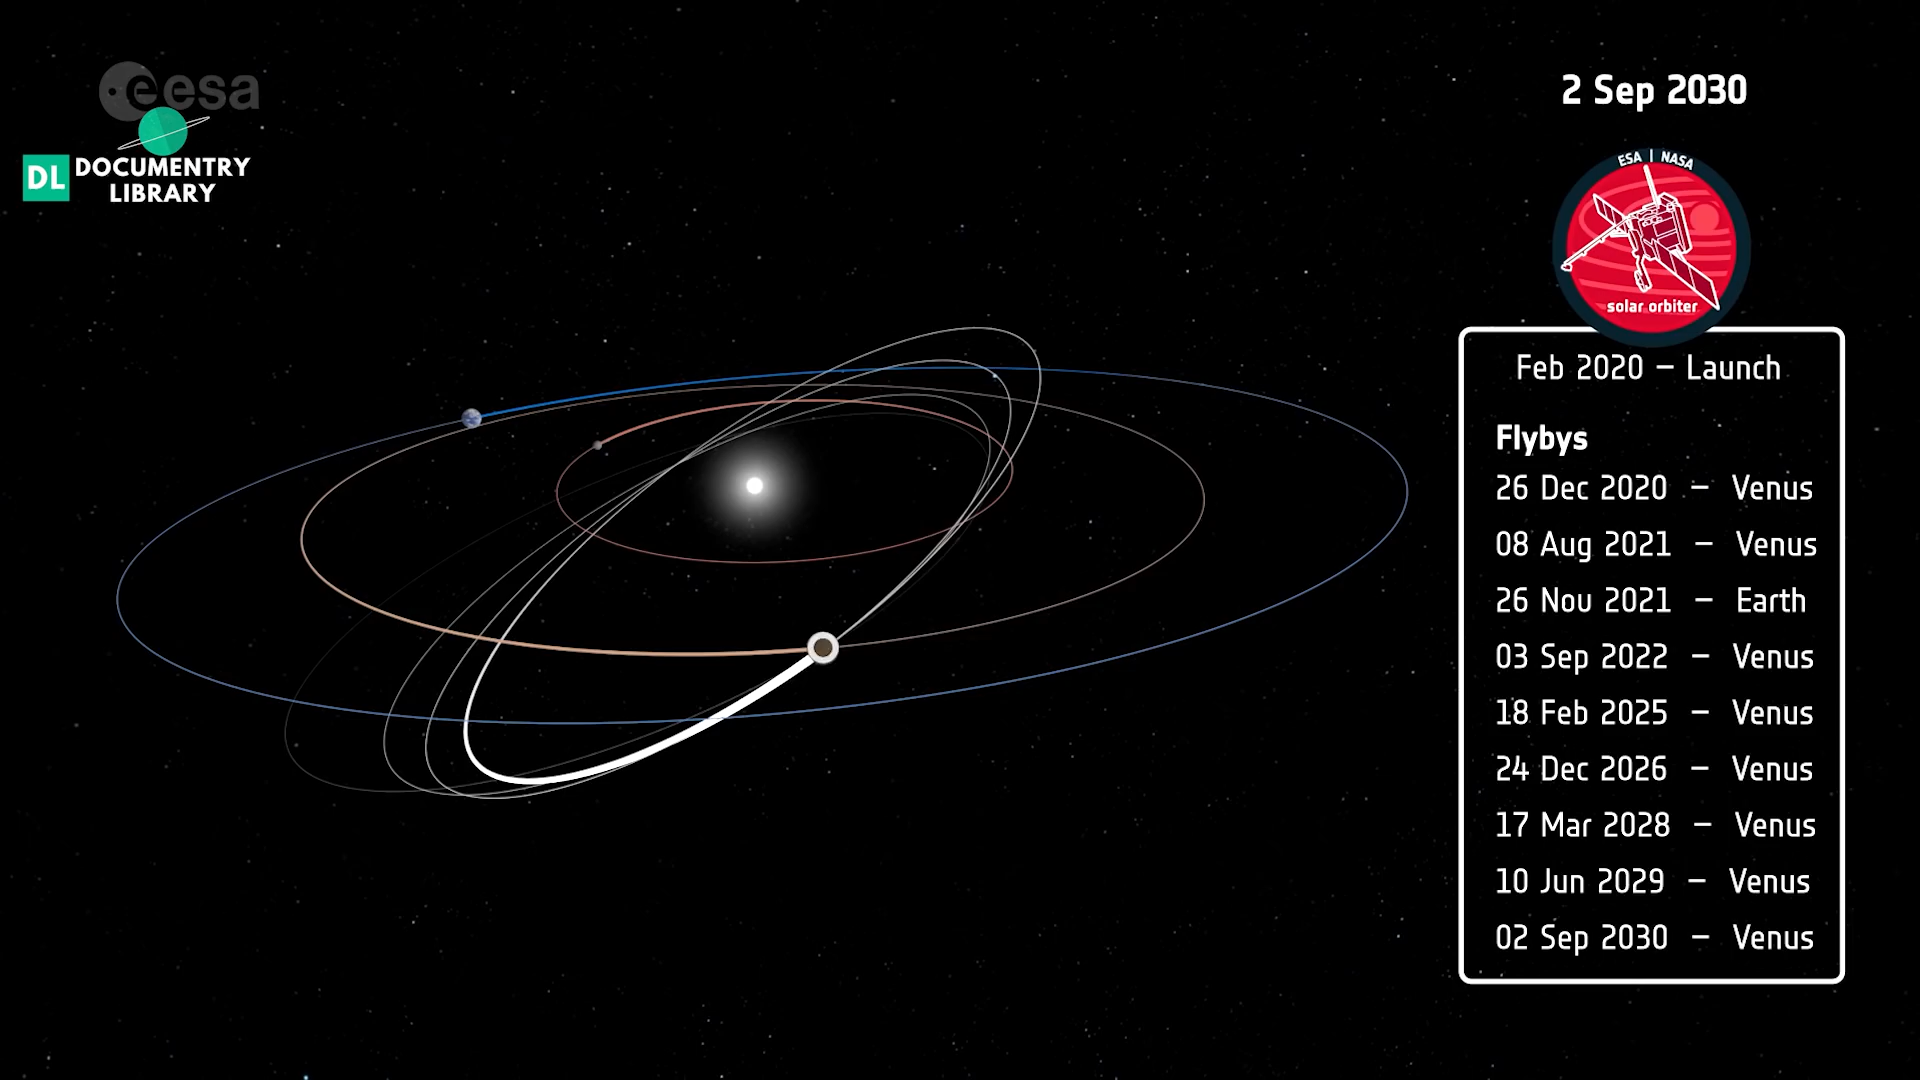 eesa
DL
DOCUMENTRY
LIBRARY
2 Sep 2030
ESA | NASA
solar orbiter
Feb 2020 – Launch
Flybys
26 Dec 2020 – Venus
08 Aug 2021 – Venus
26 Nov 2021 – Earth
03 Sep 2022 – Venus
18 Feb 2025 – Venus
24 Dec 2026 – Venus
17 Mar 2028 – Venus
10 Jun 2029 – Venus
02 Sep 2030 – Venus